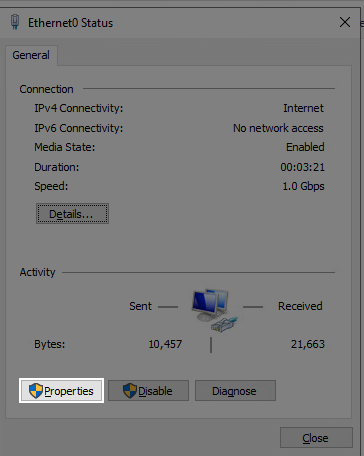 Ethernet0 Status
General
Connection
IPv4 Connectivity: Internet
IPv6 Connectivity: No network access
Media State: Enabled
Duration: 00:03:21
Speed: 1.0 Gbps
Details...
Activity
Sent Received
Bytes: 10,457 21,663
Properties Disable Diagnose
Close